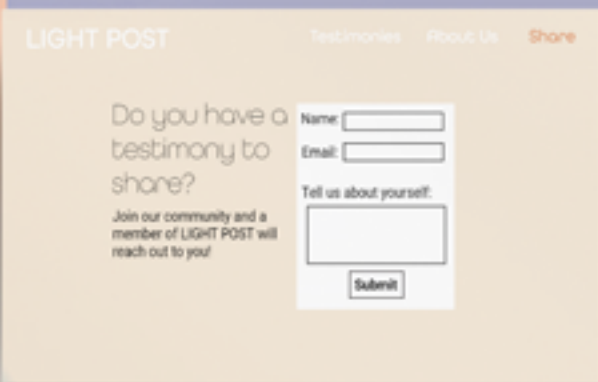 LIGHT POST
Testimonies About Us Share
Do you have a
testimony to
share?
Join our community and a
member of LIGHT POST will
reach out to you!
Name:
Email:
Tell us about yourself:
Submit